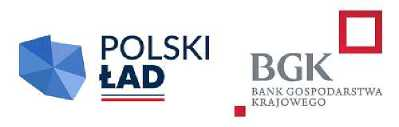 POLSKI
ŁAD
BGK
BANK GOSPODARSTWA
KRAJOWEGO